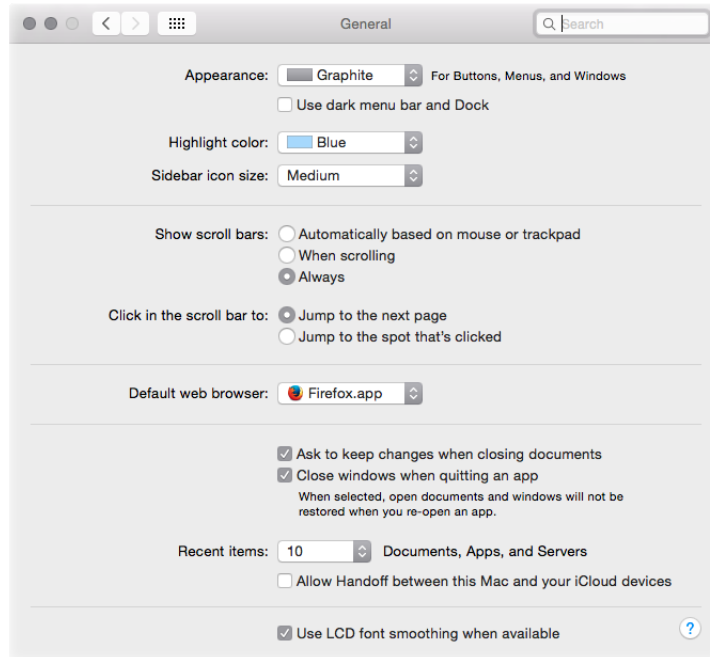 General
Search
Appearance: Graphite For Buttons, Menus, and Windows
Use dark menu bar and Dock
Highlight color: Blue
Sidebar icon size: Medium
Show scroll bars: Automatically based on mouse or trackpad
When scrolling
Always
Click in the scroll bar to: Jump to the next page
Jump to the spot that's clicked
Default web browser: Firefox.app
Ask to keep changes when closing documents
Close windows when quitting an app
When selected, open documents and windows will not be
restored when you re-open an app.
Recent items: 10 Documents, Apps, and Servers
Allow Handoff between this Mac and your iCloud devices
Use LCD font smoothing when available ?